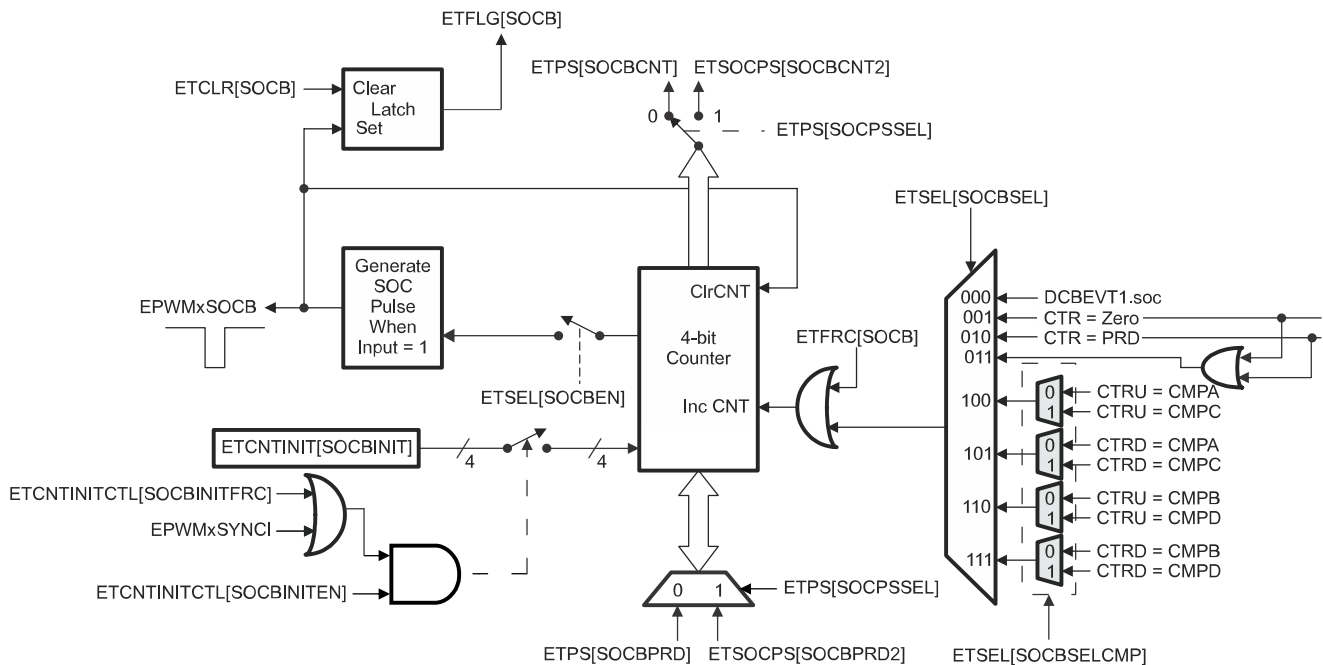 ETFLG[SOCB]
ETCLR[SOCB]
Clear
Latch
Set
ETPS[SOCBCNT]
ETSOCPS[SOCBCNT2]
0
1
ETPS[SOCPSSEL]
ETSEL[SOCBSEL]
EPWMxSOCB
Generate
SOC
Pulse
When
Input = 1
ClrCNT
4-bit
Counter
Inc CNT
ETSEL[SOCBEN]
ETFRC[SOCB]
000
DCBEVT1.soc
001
CTR = Zero
010
CTR = PRD
011
100
0
CTRU = CMPA
1
CTRU = CMPC
101
0
CTRD = CMPA
1
CTRD = CMPC
110
0
CTRU = CMPB
1
CTRU = CMPD
111
0
CTRD = CMPB
1
CTRD = CMPD
ETSEL[SOCBSELCMP]
ETCNTINIT[SOCBINIT]
4
4
ETCNTINITCTL[SOCBINITFRC]
EPWMxSYNCI
ETCNTINITCTL[SOCBINITEN]
0
1
ETPS[SOCPSSEL]
ETPS[SOCBPRD]
ETSOCPS[SOCBPRD2]